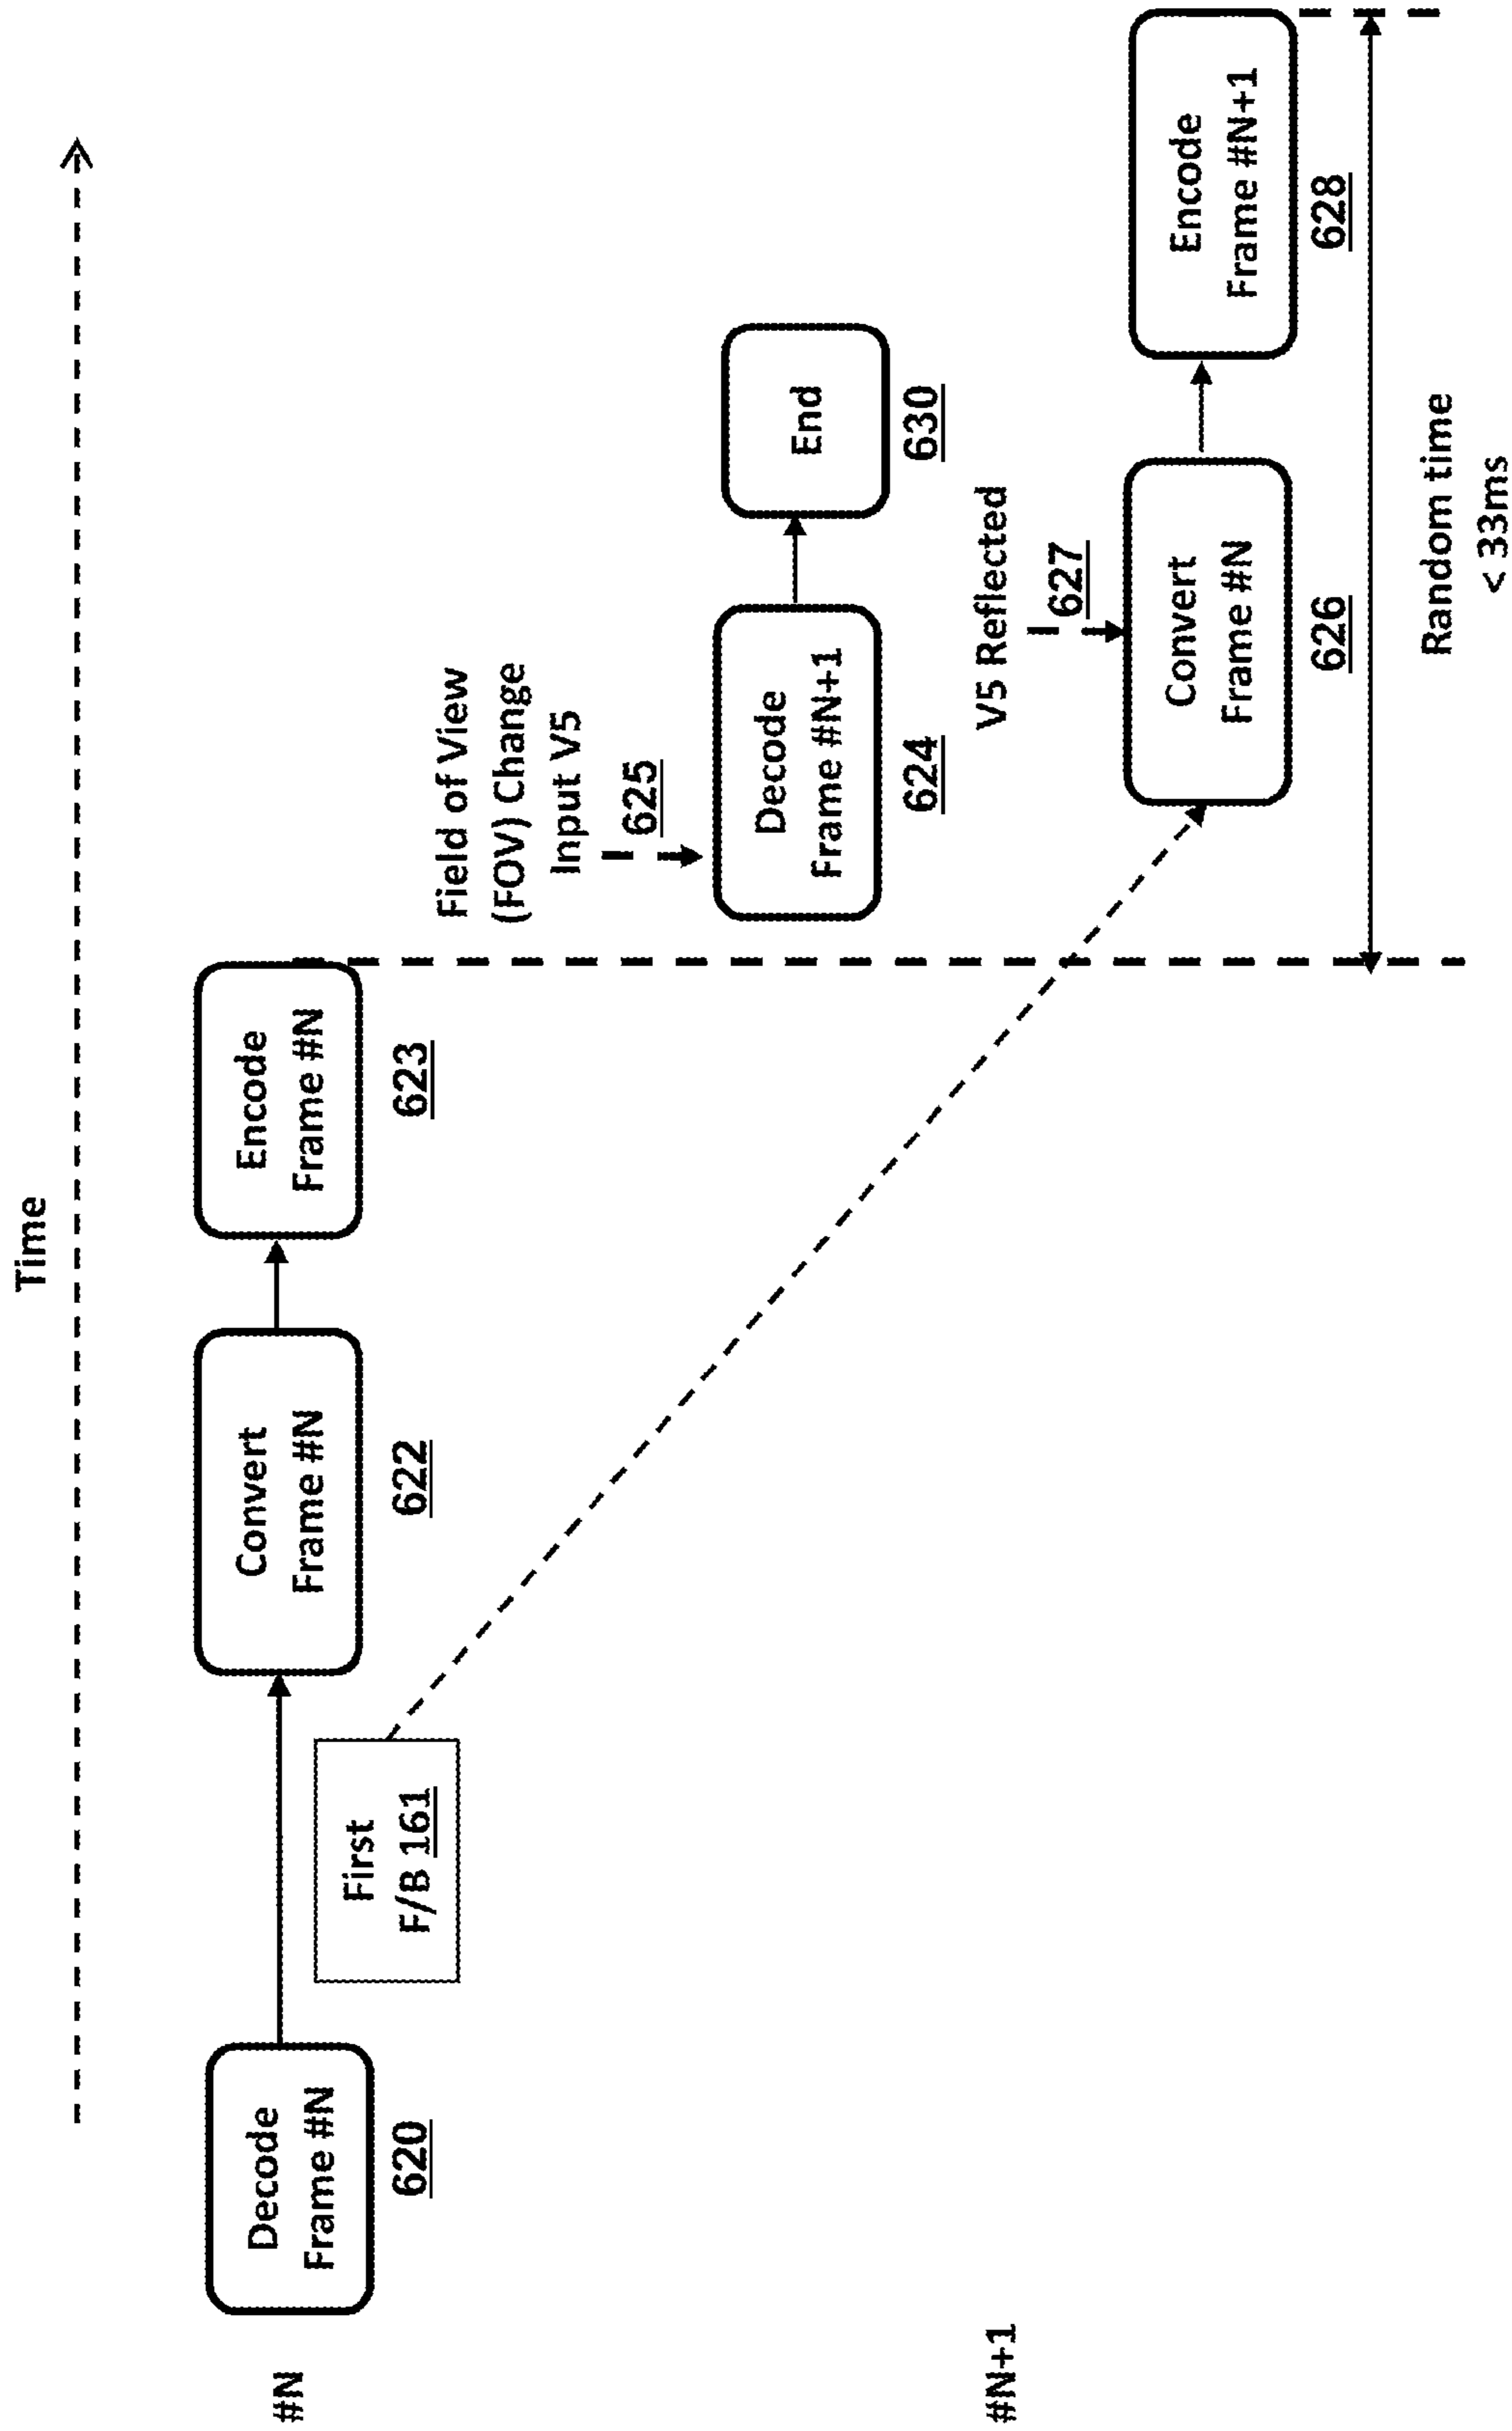 Time
#N
Decode
Frame #N
620
First
F/B 161
Convert
Frame #N
622
Encode
Frame #N
623
#N+1
Field of View
(FOV) Change
Input V5
625
Decode
Frame #N+1
624
End
630
V5 Reflected
627
Convert
Frame #N
626
Encode
Frame #N+1
628
Random time
< 33ms